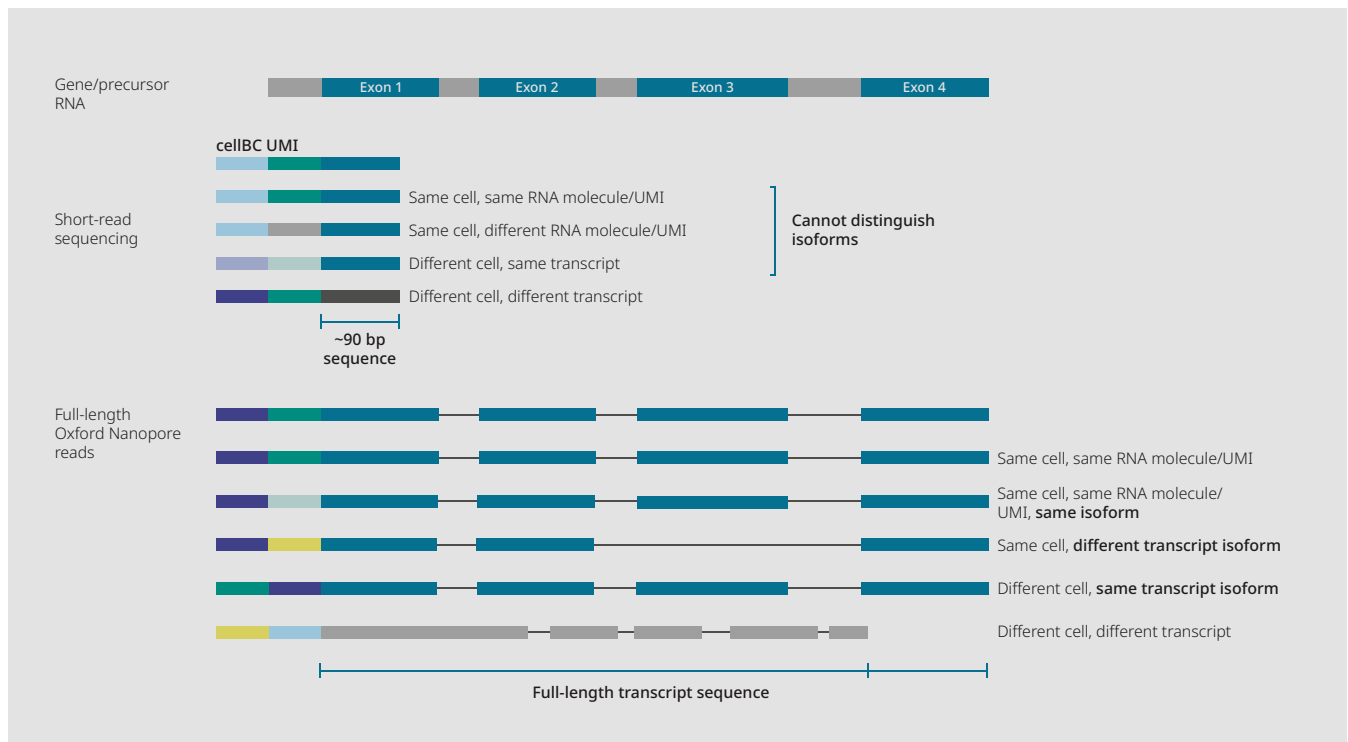 Gene/precursor
RNA
Exon 1
Exon 2
Exon 3
Exon 4
cellBC UMI
Short-read
sequencing
Same cell, same RNA molecule/UMI
Same cell, different RNA molecule/UMI
Different cell, same transcript
Different cell, different transcript
Cannot distinguish
isoforms
~90 bp
sequence
Full-length
Oxford Nanopore
reads
Same cell, same RNA molecule/UMI
Same cell, same RNA molecule/
UMI, same isoform
Same cell, different transcript isoform
Different cell, same transcript isoform
Different cell, different transcript
Full-length transcript sequence